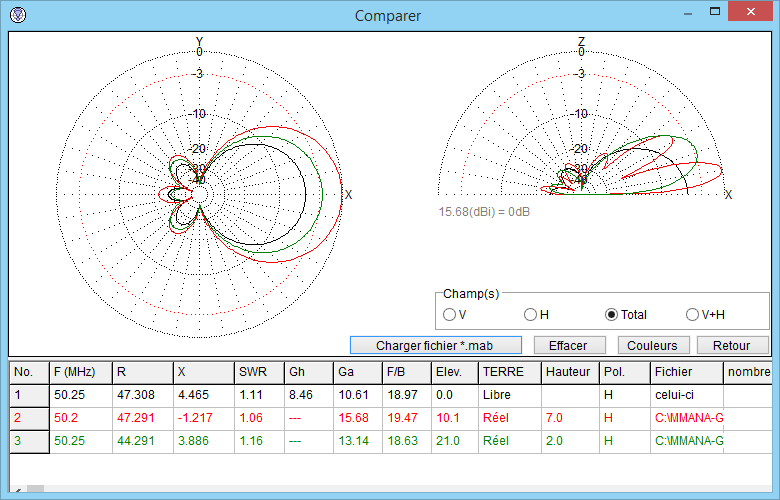 Comparer
Y
0
-3
-10
-20
-30
-40
X
Z
0
-3
-10
-20
-30
-40
X
15.68(dBi) = 0dB
Champ(s)
V H Total V+H
Charger fichier *.mab Effacer Couleurs Retour
No. F (MHz) R X SWR Gh Ga F/B Elev. TERRE Hauteur Pol. Fichier nombre
1 50.25 47.308 4.465 1.11 8.46 10.61 18.97 0.0 Libre H celui-ci
2 50.2 47.291 -1.217 1.06 --- 15.68 19.47 10.1 Réel 7.0 H C:\MMANA-G
3 50.25 44.291 3.886 1.16 --- 13.14 18.63 21.0 Réel 2.0 H C:\MMANA-G